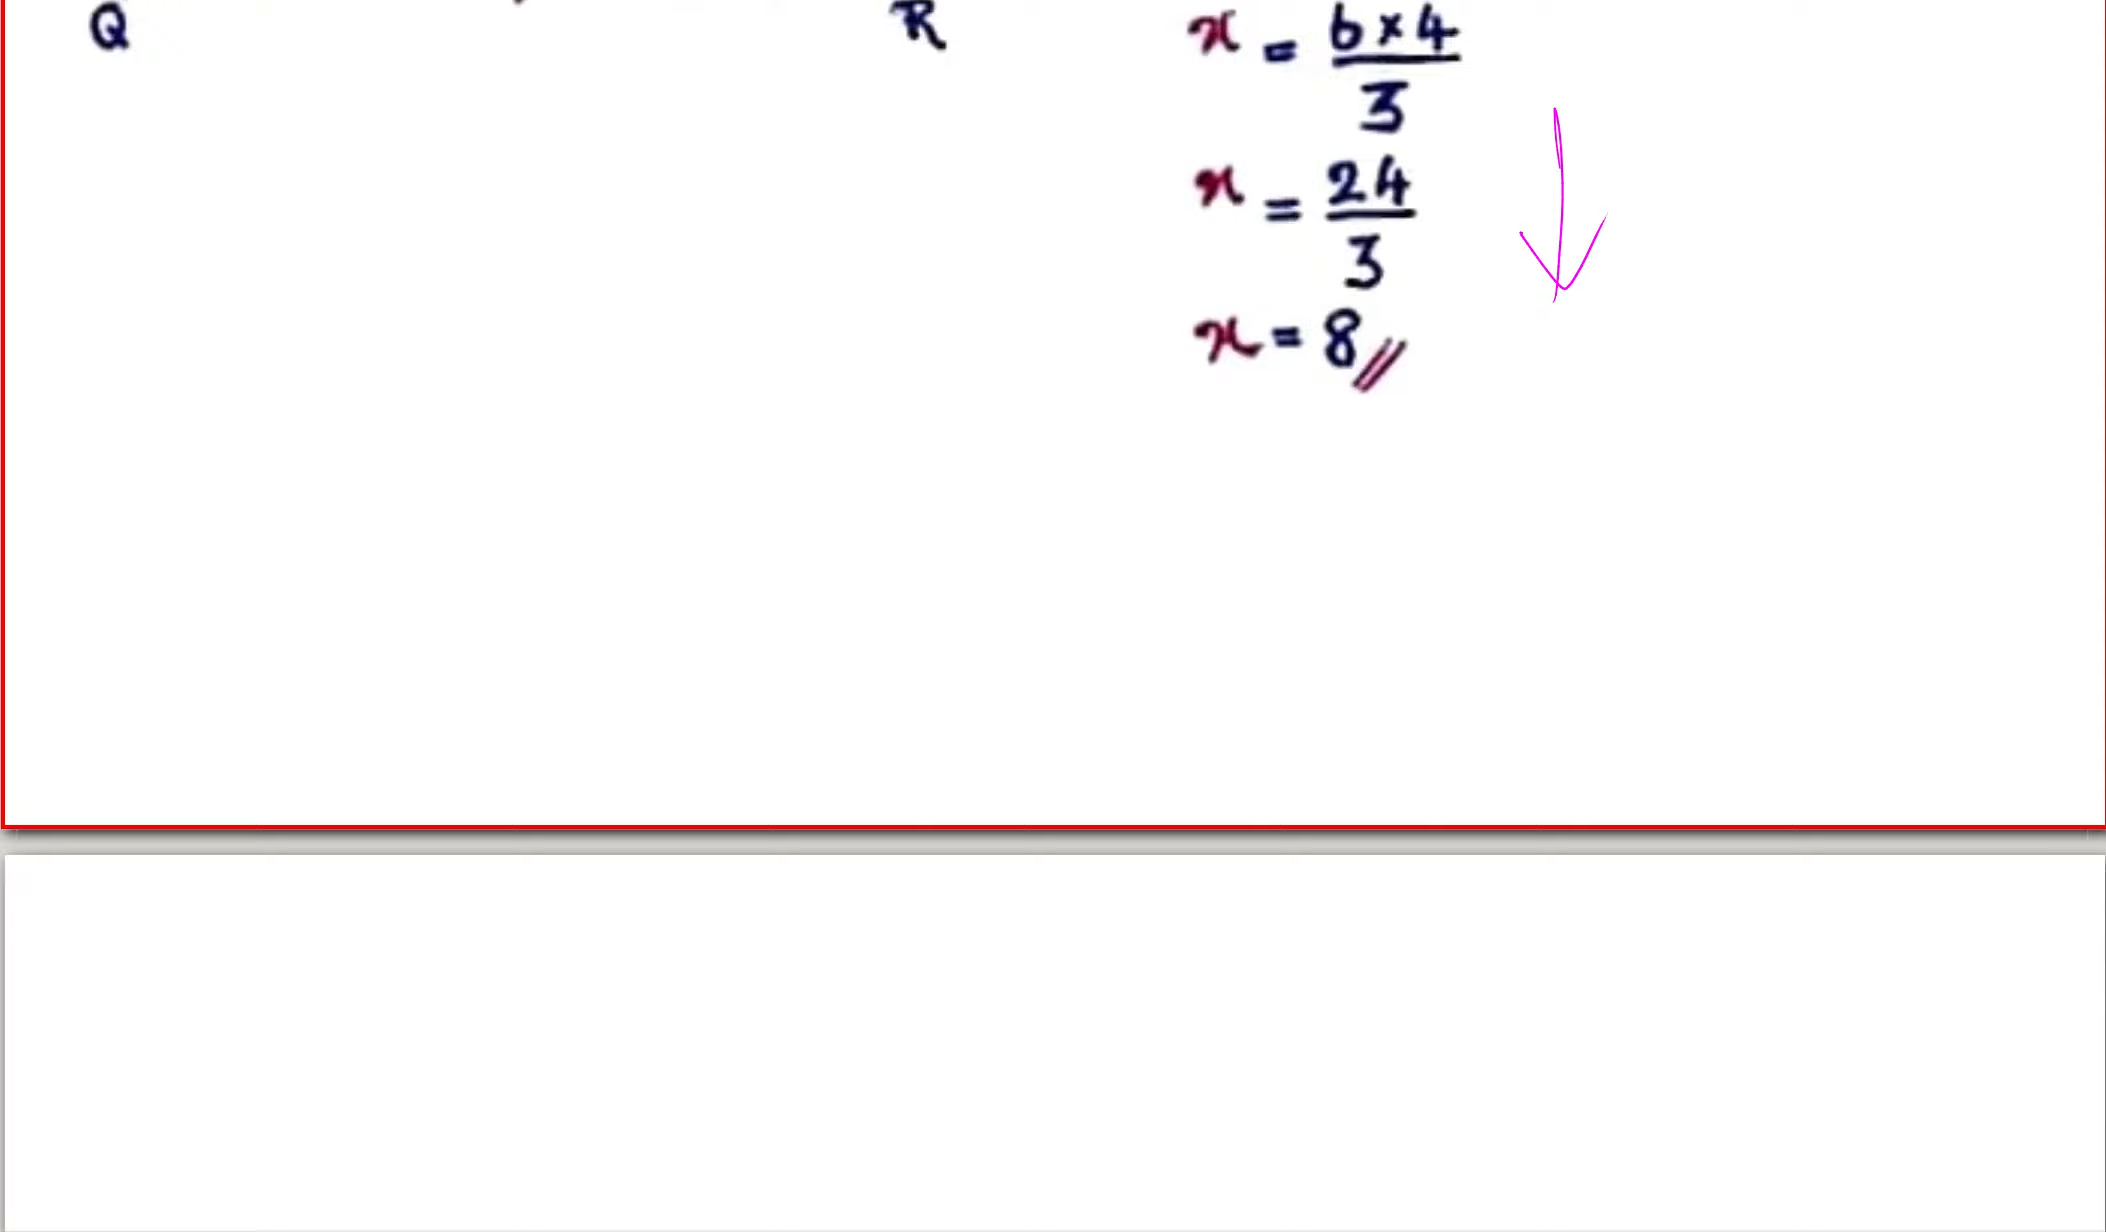 Q R
x = 6×4
3
x = 24
3
x = 8